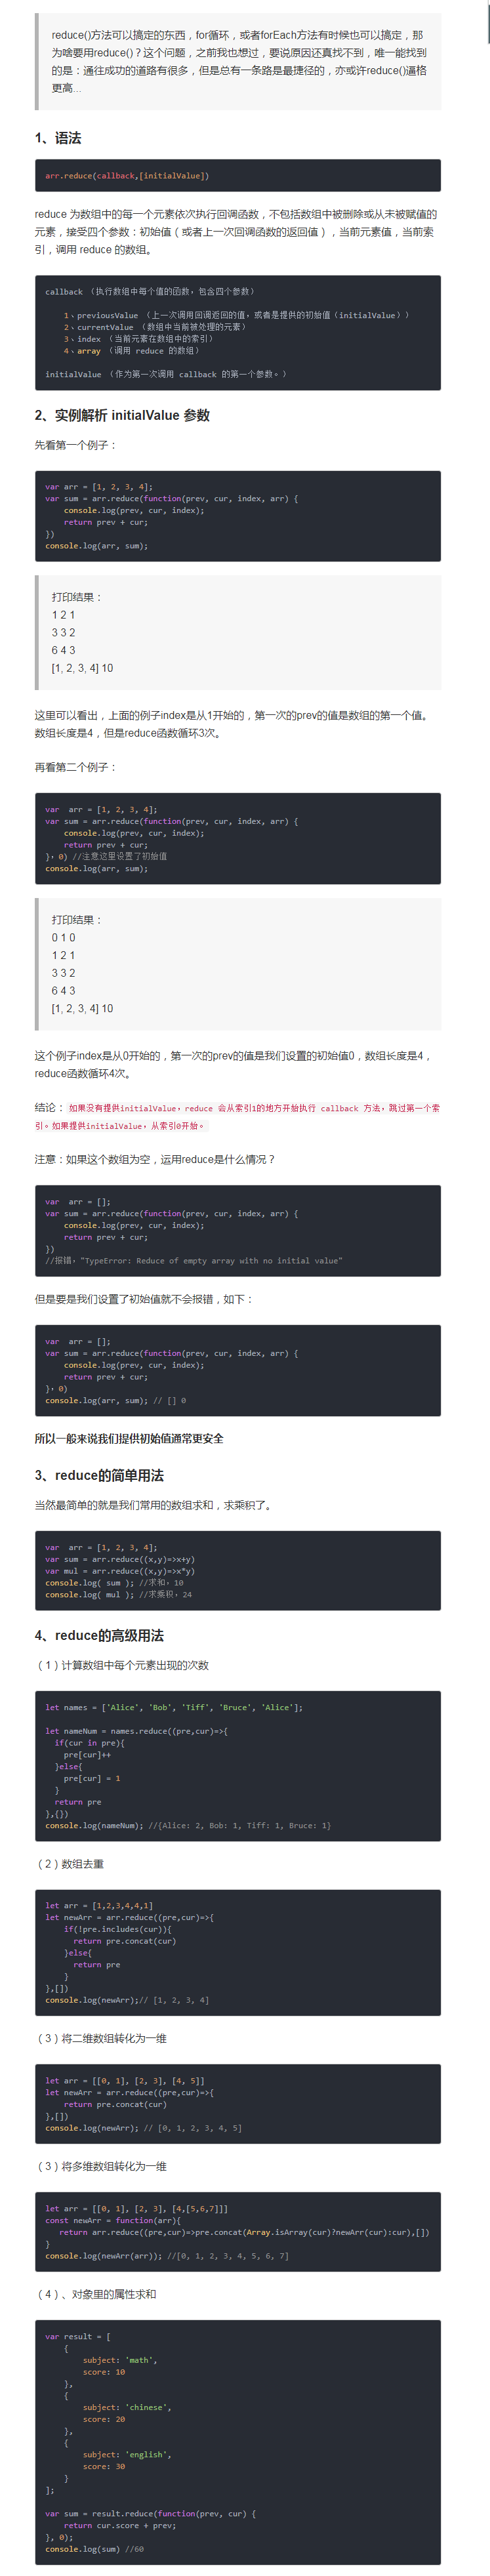 reduce()方法可以搞定的东西，for循环，或者forEach方法有时候也可以搞定，那
为啥要用reduce()？这个问题，之前我也想过，要说原因还真找不到，唯一能找到
的是：通往成功的道路有很多，但是总有一条路是最捷径的，亦或许reduce()逼格
更高...
1、语法
arr.reduce(callback,[initialValue])
reduce 为数组中的每一个元素依次执行回调函数，不包括数组中被删除或从未被赋值的
元素，接受四个参数：初始值（或者上一次回调函数的返回值），当前元素值，当前索
引，调用 reduce 的数组。
callback （执行数组中每个值的函数，包含四个参数）
1、previousValue （上一次调用回调返回的值，或者是提供的初始值（initialValue））
2、currentValue （数组中当前被处理的元素）
3、index （当前元素在数组中的索引）
4、array （调用 reduce 的数组）
initialValue （作为第一次调用 callback 的第一个参数。）
2、实例解析 initialValue 参数
先看第一个例子：
var arr = [1, 2, 3, 4];
var sum = arr.reduce(function(prev, cur, index, arr) {
console.log(prev, cur, index);
return prev + cur;
})
console.log(arr, sum);
打印结果：
1 2 1
3 3 2
6 4 3
[1, 2, 3, 4] 10
这里可以看出，上面的例子index是从1开始的，第一次的prev的值是数组的第一个值。
数组长度是4，但是reduce函数循环3次。
再看第二个例子：
var  arr = [1, 2, 3, 4];
var sum = arr.reduce(function(prev, cur, index, arr) {
console.log(prev, cur, index);
return prev + cur;
}，0) //注意这里设置了初始值
console.log(arr, sum);
打印结果：
0 1 0
1 2 1
3 3 2
6 4 3
[1, 2, 3, 4] 10
这个例子index是从0开始的，第一次的prev的值是我们设置的初始值0，数组长度是4，
reduce函数循环4次。
结论：如果没有提供initialValue，reduce 会从索引1的地方开始执行 callback 方法，跳过第一个索
引。如果提供initialValue，从索引0开始。
注意：如果这个数组为空，运用reduce是什么情况？
var  arr = [];
var sum = arr.reduce(function(prev, cur, index, arr) {
console.log(prev, cur, index);
return prev + cur;
})
//报错，"TypeError: Reduce of empty array with no initial value"
但是要是我们设置了初始值就不会报错，如下：
var  arr = [];
var sum = arr.reduce(function(prev, cur, index, arr) {
console.log(prev, cur, index);
return prev + cur;
}，0)
console.log(arr, sum); // [] 0
所以一般来说我们提供初始值通常更安全
3、reduce的简单用法
当然最简单的就是我们常用的数组求和，求乘积了。
var  arr = [1, 2, 3, 4];
var sum = arr.reduce((x,y)=>x+y)
var mul = arr.reduce((x,y)=>x*y)
console.log( sum ); //求和，10
console.log( mul ); //求乘积，24
4、reduce的高级用法
（1）计算数组中每个元素出现的次数
let names = ['Alice', 'Bob', 'Tiff', 'Bruce', 'Alice'];
let nameNum = names.reduce((pre,cur)=>{
if(cur in pre){
pre[cur]++
}else{
pre[cur] = 1
}
return pre
},{})
console.log(nameNum); //{Alice: 2, Bob: 1, Tiff: 1, Bruce: 1}
（2）数组去重
let arr = [1,2,3,4,4,1]
let newArr = arr.reduce((pre,cur)=>{
if(!pre.includes(cur)){
return pre.concat(cur)
}else{
return pre
}
},[])
console.log(newArr);// [1, 2, 3, 4]
（3）将二维数组转化为一维
let arr = [[0, 1], [2, 3], [4, 5]]
let newArr = arr.reduce((pre,cur)=>{
return pre.concat(cur)
},[])
console.log(newArr); // [0, 1, 2, 3, 4, 5]
（3）将多维数组转化为一维
let arr = [[0, 1], [2, 3], [4,[5,6,7]]]
const newArr = function(arr){
return arr.reduce((pre,cur)=>pre.concat(Array.isArray(cur)?newArr(cur):cur),[])
}
console.log(newArr(arr)); //[0, 1, 2, 3, 4, 5, 6, 7]
（4）、对象里的属性求和
var result = [
{
subject: 'math',
score: 10
},
{
subject: 'chinese',
score: 20
},
{
subject: 'english',
score: 30
}
];
var sum = result.reduce(function(prev, cur) {
return cur.score + prev;
}, 0);
console.log(sum) //60